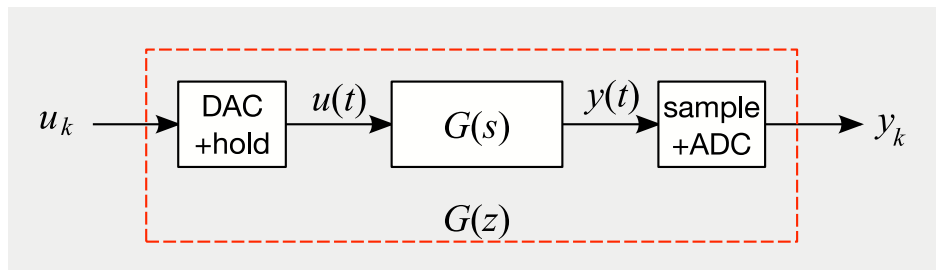 u_k
DAC
+hold
u(t)
G(s)
y(t)
sample
+ADC
y_k
G(z)